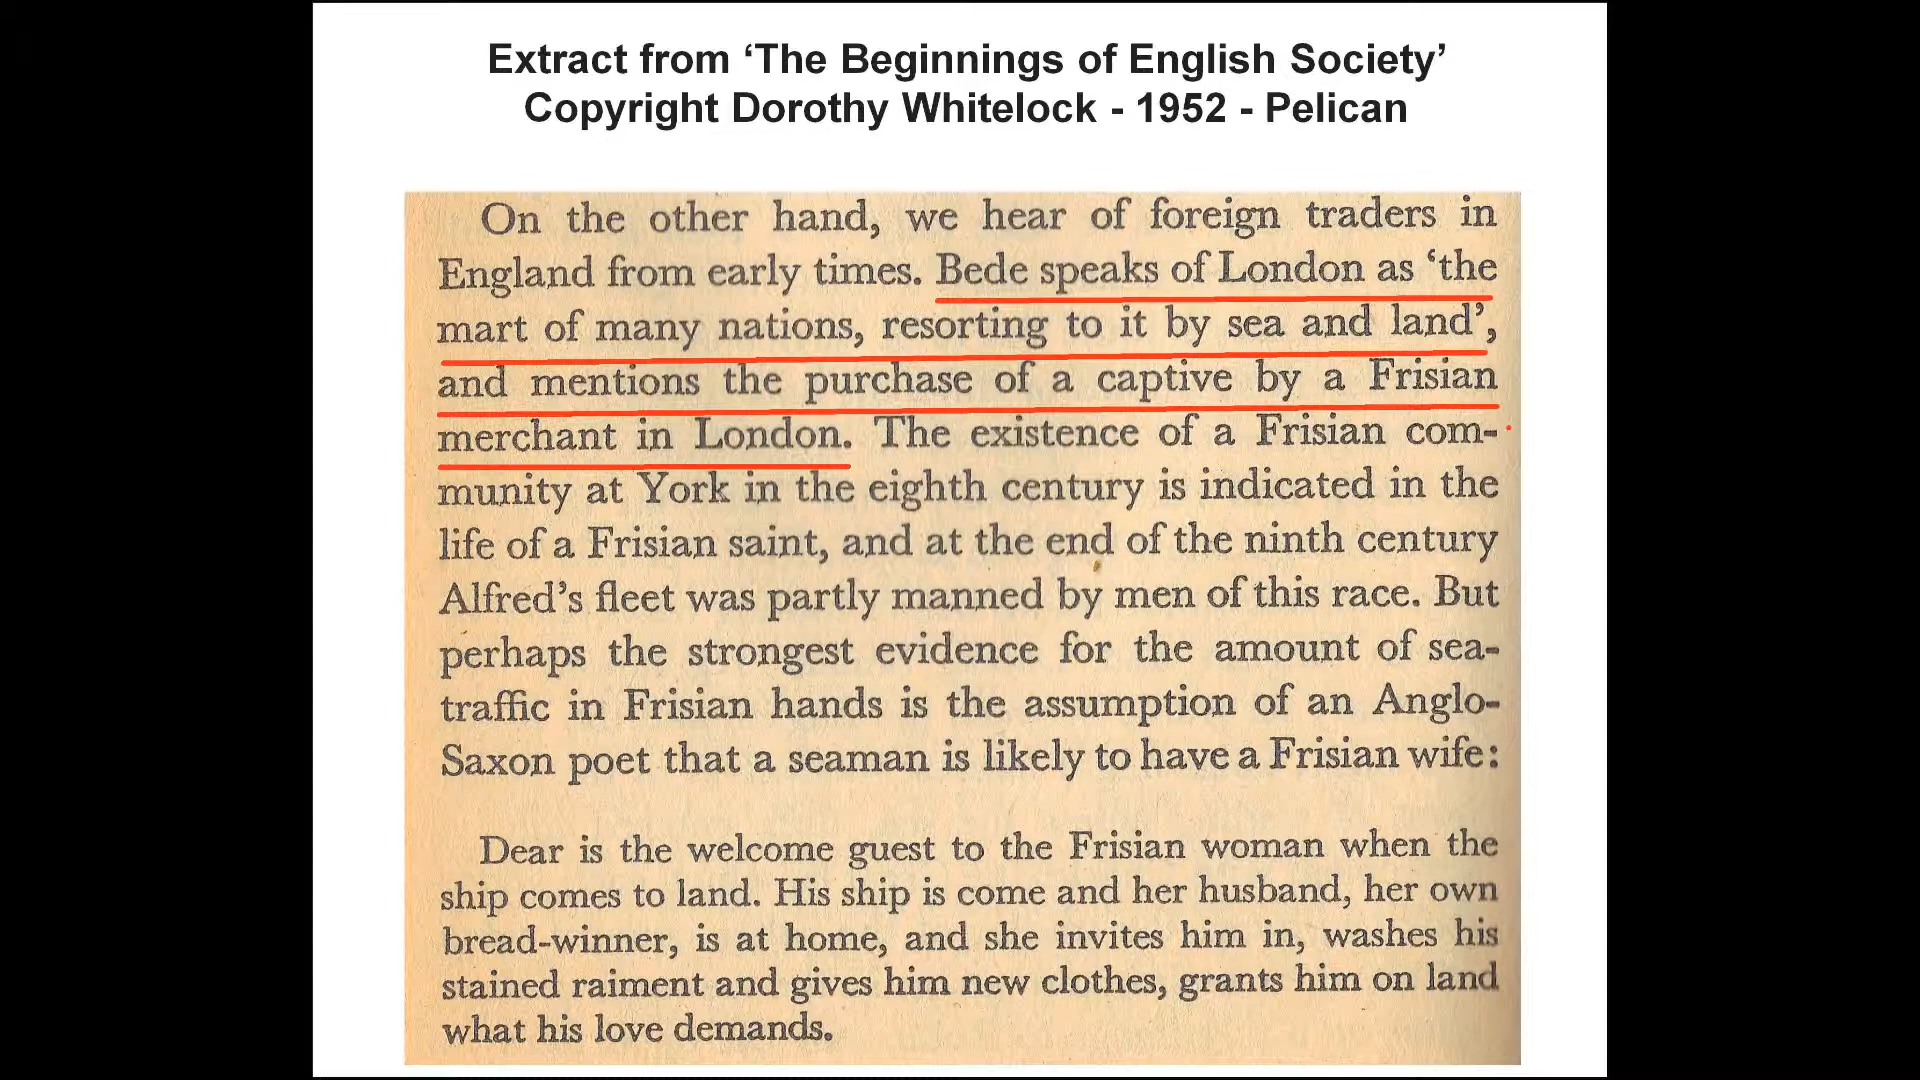 Extract from ‘The Beginnings of English Society’
Copyright Dorothy Whitelock - 1952 - Pelican
On the other hand, we hear of foreign traders in
England from early times. Bede speaks of London as ‘the
mart of many nations, resorting to it by sea and land’,
and mentions the purchase of a captive by a Frisian
merchant in London. The existence of a Frisian com-
munity at York in the eighth century is indicated in the
life of a Frisian saint, and at the end of the ninth century
Alfred’s fleet was partly manned by men of this race. But
perhaps the strongest evidence for the amount of sea-
traffic in Frisian hands is the assumption of an Anglo-
Saxon poet that a seaman is likely to have a Frisian wife:
Dear is the welcome guest to the Frisian woman when the
ship comes to land. His ship is come and her husband, her own
bread-winner, is at home, and she invites him in, washes his
stained raiment and gives him new clothes, grants him on land
what his love demands.